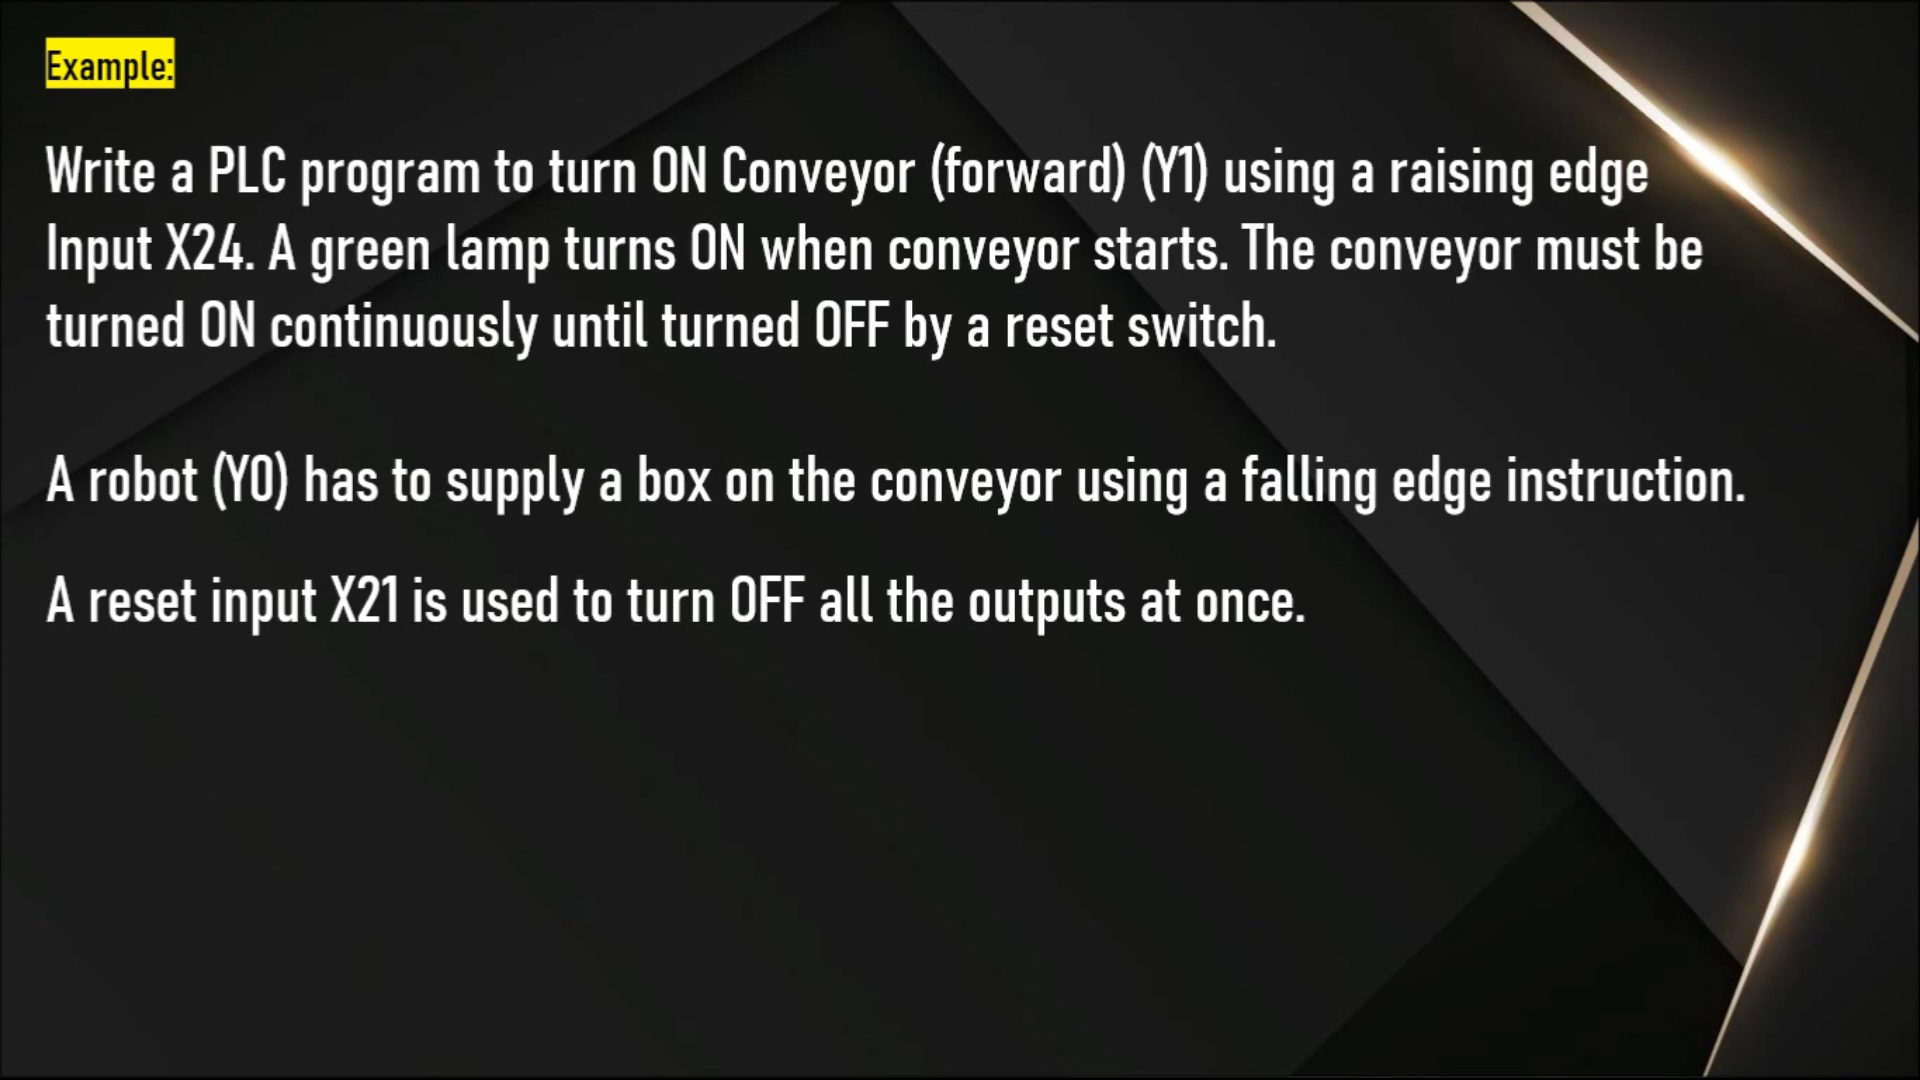 Example:
Write a PLC program to turn ON Conveyor (forward) (Y1) using a raising edge
Input X24. A green lamp turns ON when conveyor starts. The conveyor must be
turned ON continuously until turned OFF by a reset switch.
A robot (Y0) has to supply a box on the conveyor using a falling edge instruction.
A reset input X21 is used to turn OFF all the outputs at once.